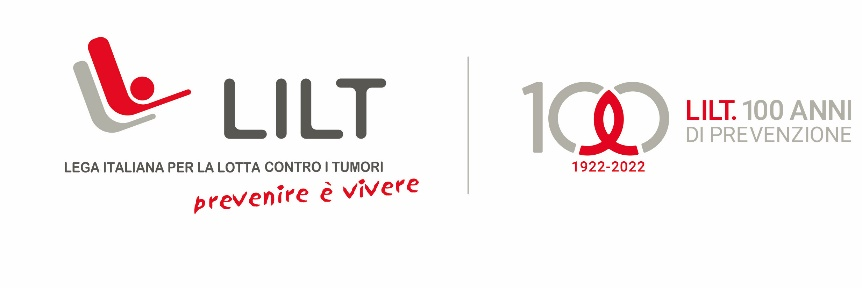 LILT
LEGA ITALIANA PER LA LOTTA CONTRO I TUMORI
prevenire è vivere
100
1922-2022
LILT. 100 ANNI
DI PREVENZIONE